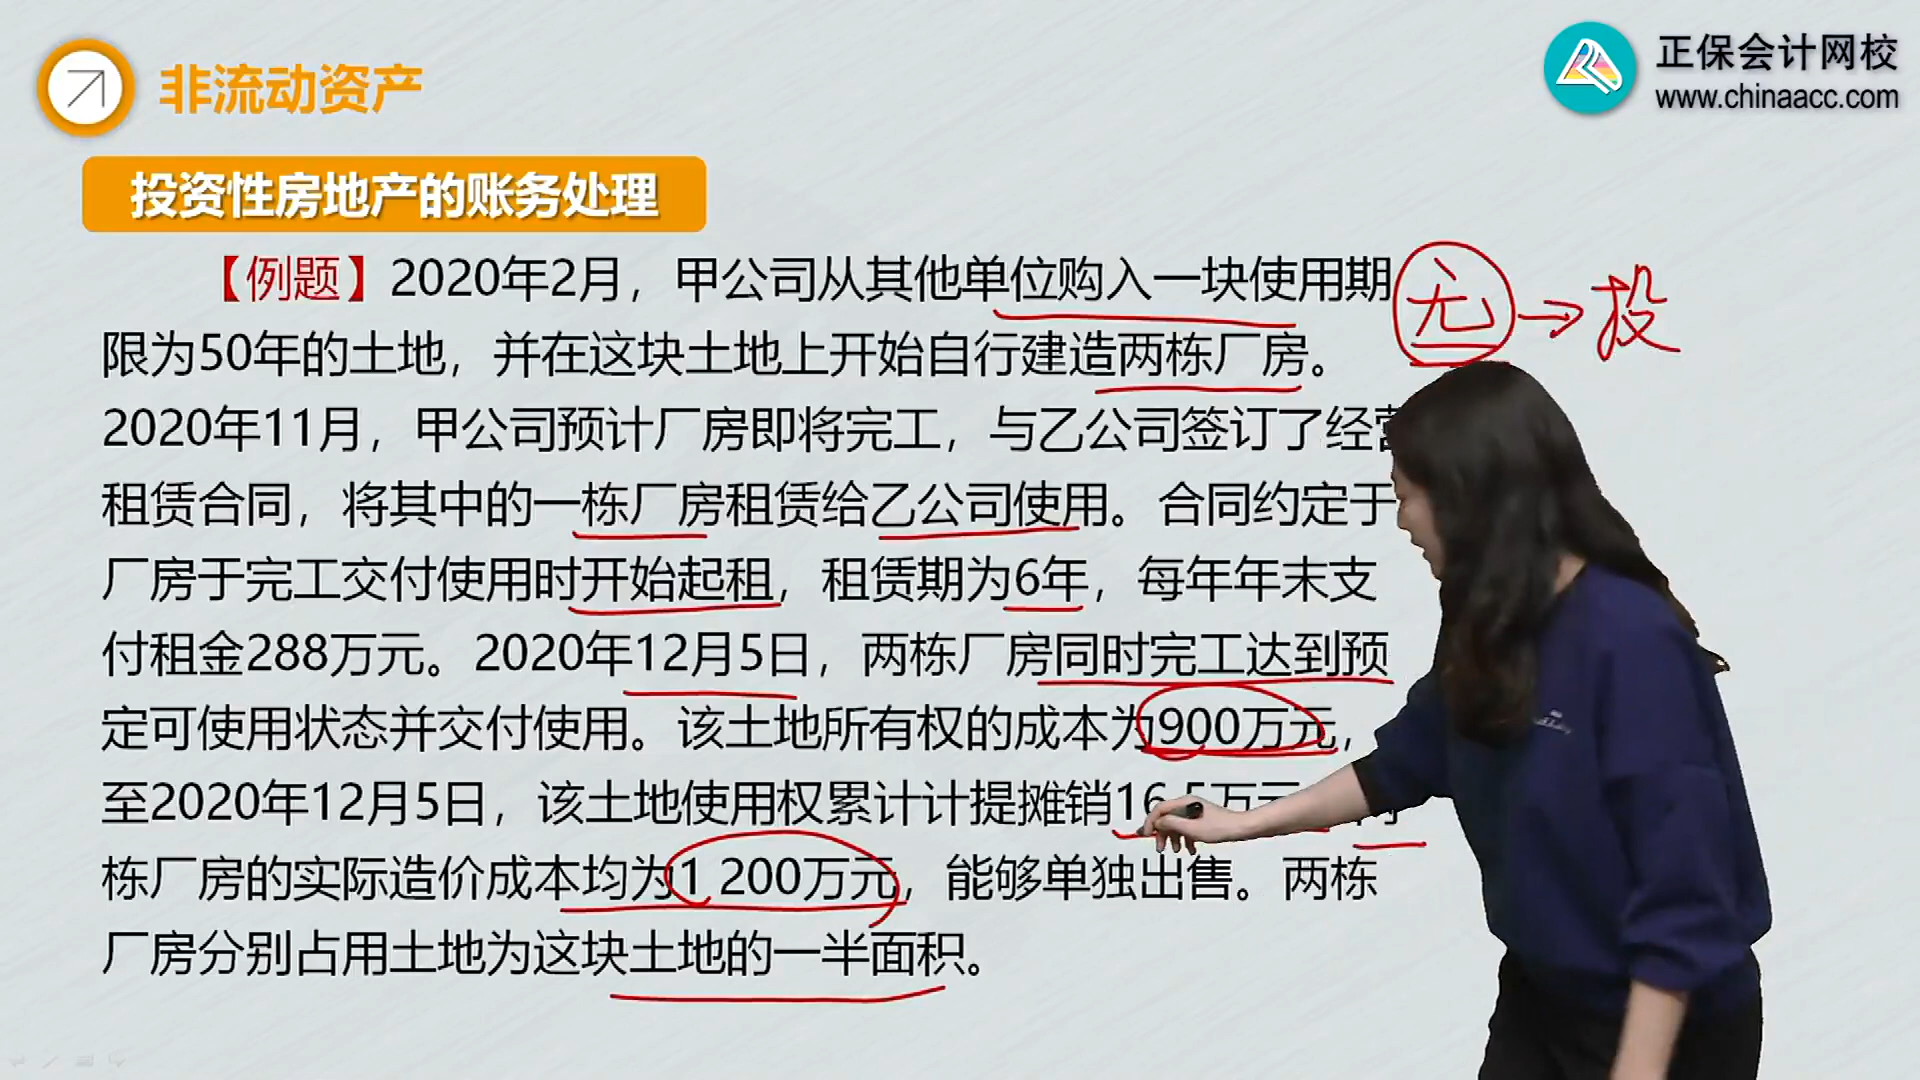 非流动资产
正保会计网校
www.chinaacc.com
投资性房地产的账务处理
【例题】2020年2月，甲公司从其他单位购入一块使用期
无→投
限为50年的土地，并在这块土地上开始自行建造两栋厂房。
2020年11月，甲公司预计厂房即将完工，与乙公司签订了经营
租赁合同，将其中的一栋厂房租赁给乙公司使用。合同约定于
厂房于完工交付使用时开始起租，租赁期为6年，每年年末支
付租金288万元。2020年12月5日，两栋厂房同时完工达到预
定可使用状态并交付使用。该土地所有权的成本为900万元，
至2020年12月5日，该土地使用权累计计提摊销16.5万元
栋厂房的实际造价成本均为1 200万元，能够单独出售。两栋
厂房分别占用土地为这块土地的一半面积。